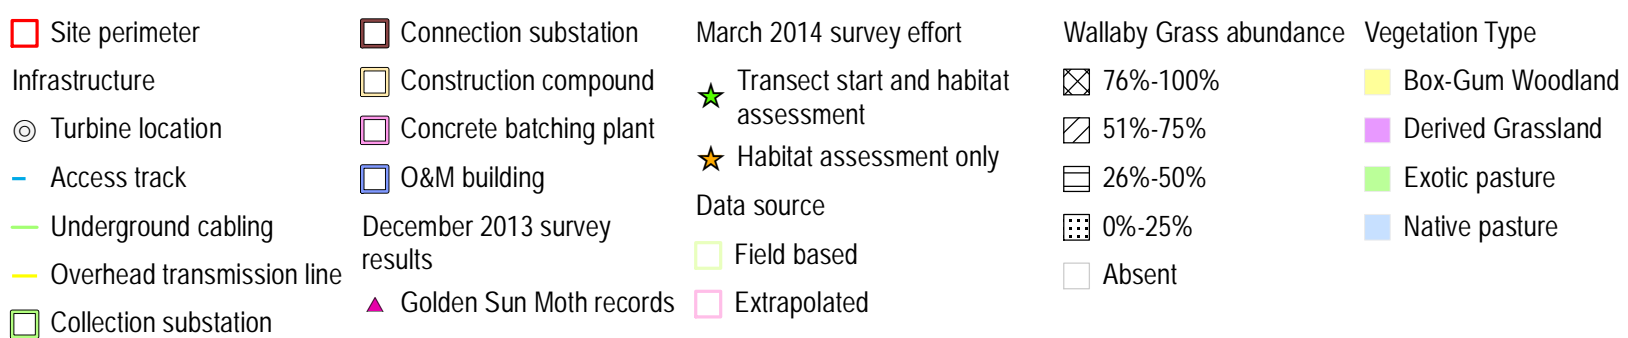 Site perimeter
Infrastructure
Turbine location
Access track
Underground cabling
Overhead transmission line
Collection substation
Connection substation
Construction compound
Concrete batching plant
O&M building
December 2013 survey
results
Golden Sun Moth records
March 2014 survey effort
Transect start and habitat
assessment
Habitat assessment only
Data source
Field based
Extrapolated
Wallaby Grass abundance
76%-100%
51%-75%
26%-50%
0%-25%
Absent
Vegetation Type
Box-Gum Woodland
Derived Grassland
Exotic pasture
Native pasture